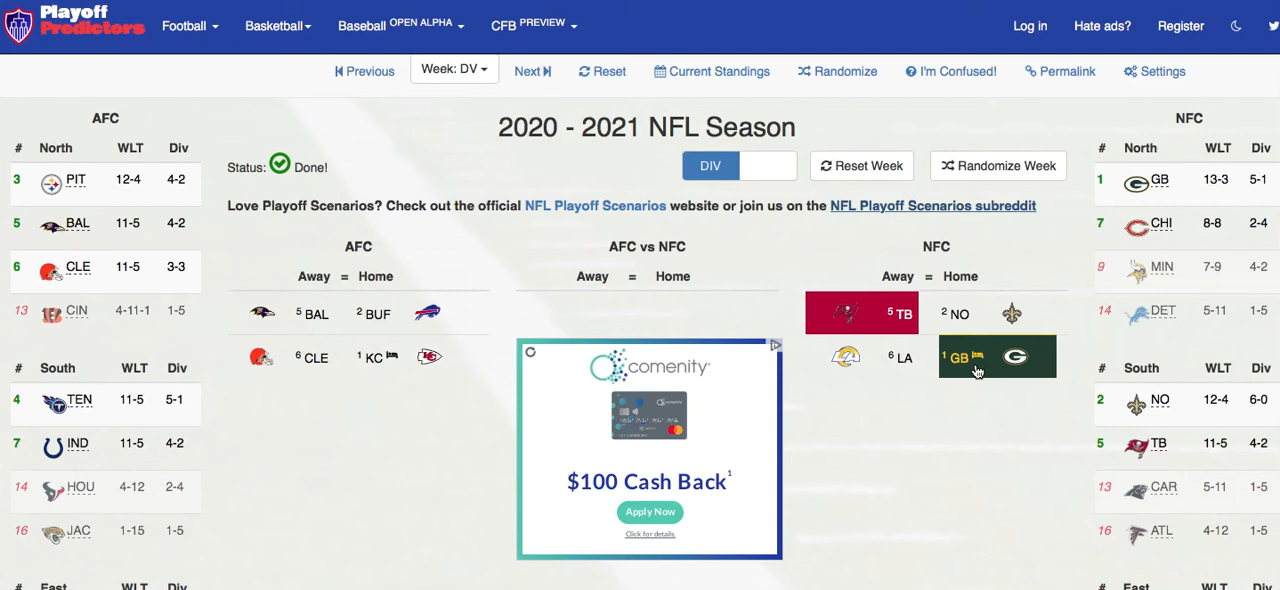 Playoff
Predictors
Football
Basketball
Baseball OPEN ALPHA
CFB PREVIEW
Log in
Hate ads?
Register
Previous
Week: DV
Next
Reset
Current Standings
Randomize
I'm Confused!
Permalink
Settings
AFC
# North WLT Div
3 PIT 12-4 4-2
5 BAL 11-5 4-2
6 CLE 11-5 3-3
13 CIN 4-11-1 1-5
# South WLT Div
4 TEN 11-5 5-1
7 IND 11-5 4-2
14 HOU 4-12 2-4
16 JAC 1-15 1-5
# East WLT Div
2020 - 2021 NFL Season
Status: Done!
DIV
Reset Week
Randomize Week
Love Playoff Scenarios? Check out the official NFL Playoff Scenarios website or join us on the NFL Playoff Scenarios subreddit
AFC
Away = Home
5 BAL 2 BUF
6 CLE 1 KC
AFC vs NFC
Away = Home
comenity
$100 Cash Back1
Apply Now
Click for details.
NFC
Away = Home
5 TB 2 NO
6 LA 1 GB
NFC
# North WLT Div
1 GB 13-3 5-1
7 CHI 8-8 2-4
9 MIN 7-9 4-2
14 DET 5-11 1-5
# South WLT Div
2 NO 12-4 6-0
5 TB 11-5 4-2
13 CAR 5-11 1-5
16 ATL 4-12 1-5
# East WLT Div